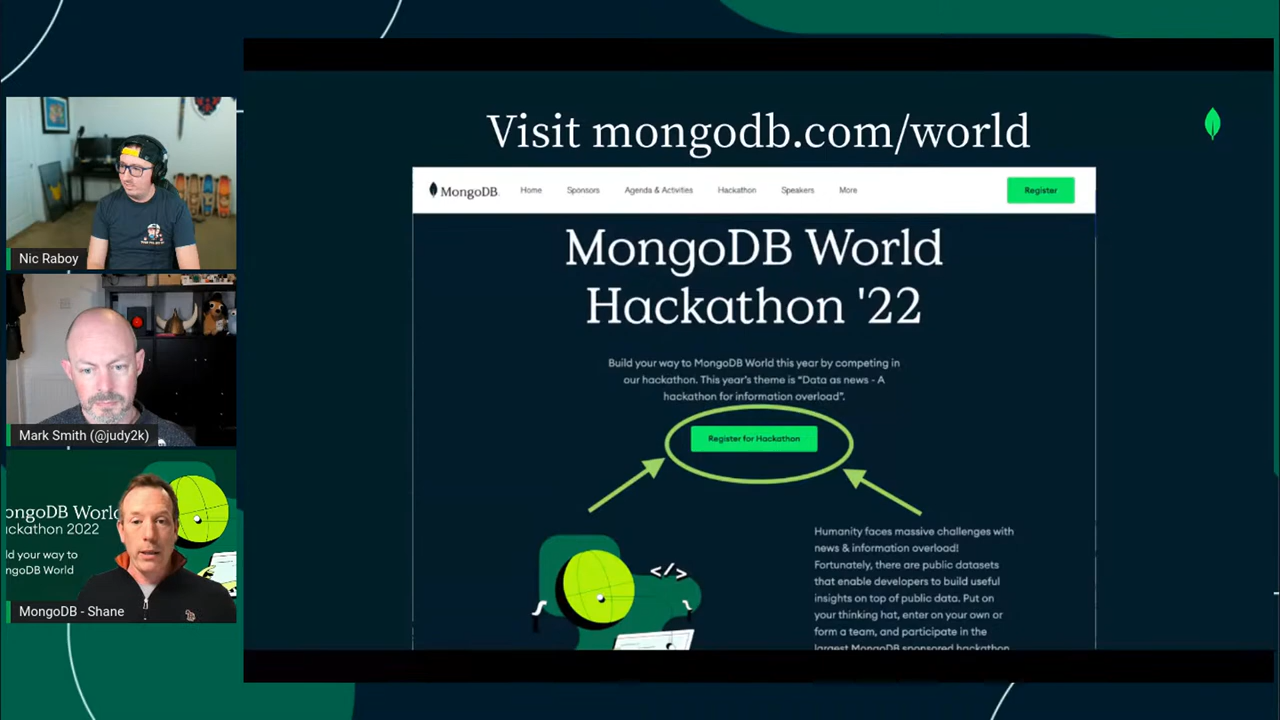 Visit mongodb.com/world
MongoDB.
Home
Sponsors
Agenda & Activities
Hackathon
Speakers
More
Register
MongoDB World
Hackathon '22
Build your way to MongoDB World this year by competing in
our hackathon. This year's theme is “Data as news - A
hackathon for information overload”.
Register for Hackathon
</>
Humanity faces massive challenges with
news & information overload!
Fortunately, there are public datasets
that enable developers to build useful
insights on top of public data. Put on
your thinking hat, enter on your own or
form a team, and participate in the
largest MongoDB sponsored hackathon
Nic Raboy
Mark Smith (@judy2k)
ongoDB World
ackathon 2022
ld your way to
ngoDB World
MongoDB - Shane